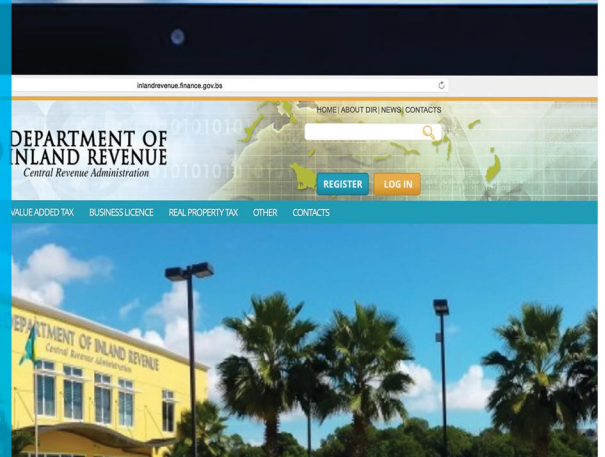 inlandrevenue.finance.gov.bs
HOME | ABOUT DIR | NEWS | CONTACTS
DEPARTMENT OF
INLAND REVENUE
Central Revenue Administration
REGISTER
LOG IN
VALUE ADDED TAX BUSINESS LICENCE REAL PROPERTY TAX OTHER CONTACTS
DEPARTMENT OF INLAND REVENUE
Central Revenue Administration